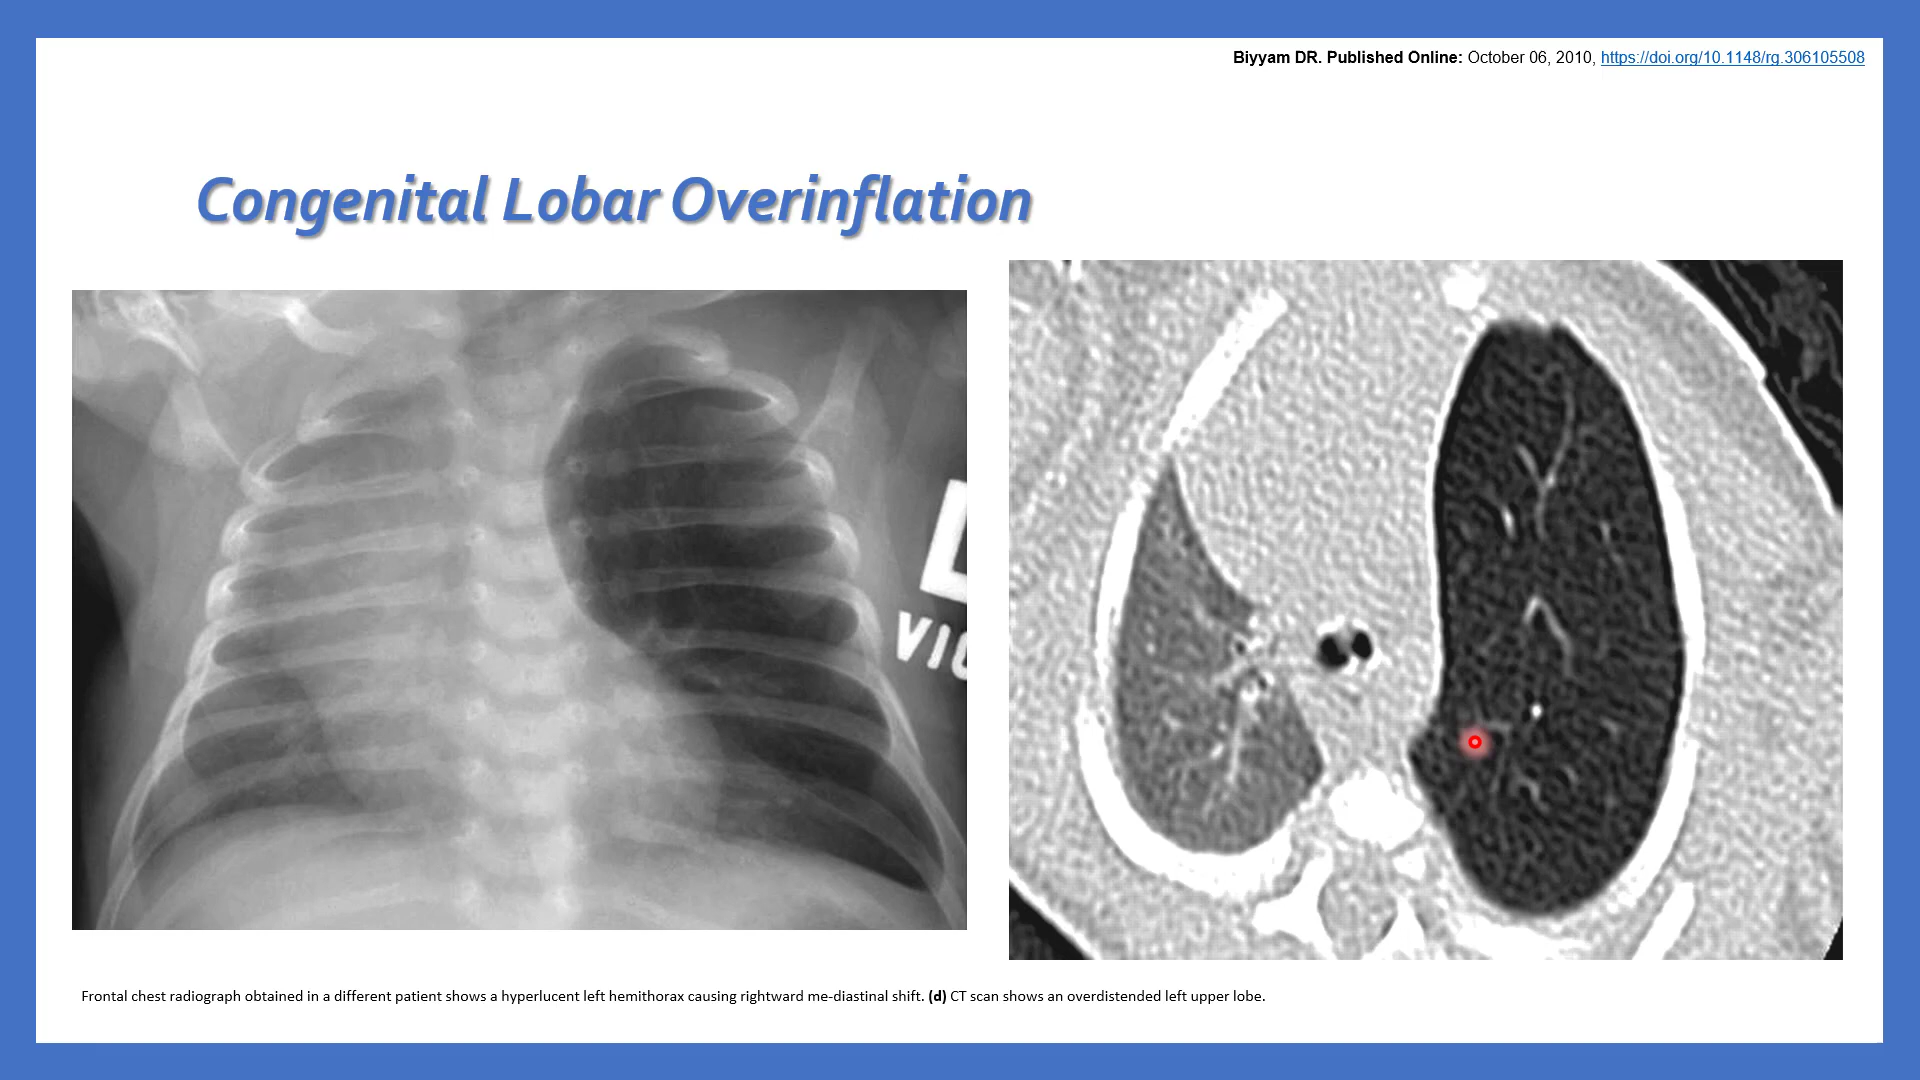 Biyyam DR. Published Online: October 06, 2010, https://doi.org/10.1148/rg.306105508
Congenital Lobar Overinflation
L
Frontal chest radiograph obtained in a different patient shows a hyperlucent left hemithorax causing rightward me-diastinal shift. (d) CT scan shows an overdistended left upper lobe.